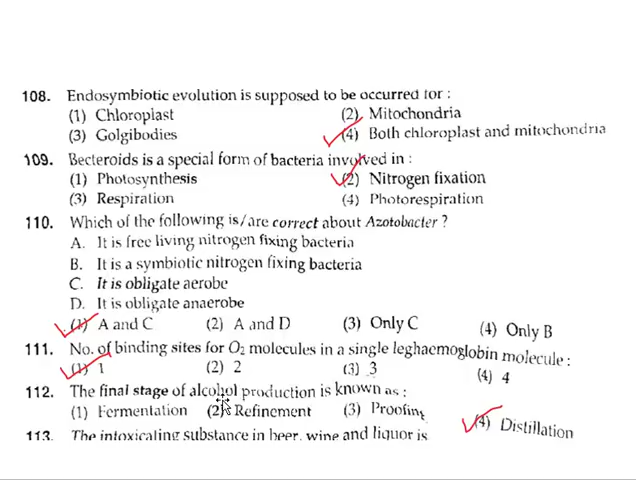 108. Endosymbiotic evolution is supposed to be occurred for :
(1) Chloroplast (2) Mitochondria
(3) Golgibodies (4) Both chloroplast and mitochondria
109. Becteroids is a special form of bacteria involved in :
(1) Photosynthesis (2) Nitrogen fixation
(3) Respiration (4) Photorespiration
110. Which of the following is/are correct about Azotobacter ?
A. It is free living nitrogen fixing bacteria
B. It is a symbiotic nitrogen fixing bacteria
C. It is obligate aerobe
D. It is obligate anaerobe
(1) A and C (2) A and D (3) Only C (4) Only B
111. No. of binding sites for O₂ molecules in a single leghaemoglobin molecule :
(1) 1 (2) 2 (3) 3 (4) 4
112. The final stage of alcohol production is known as :
(1) Fermentation (2) Refinement (3) Proofing (4) Distillation
113. The intoxicating substance in beer, wine and liquor is